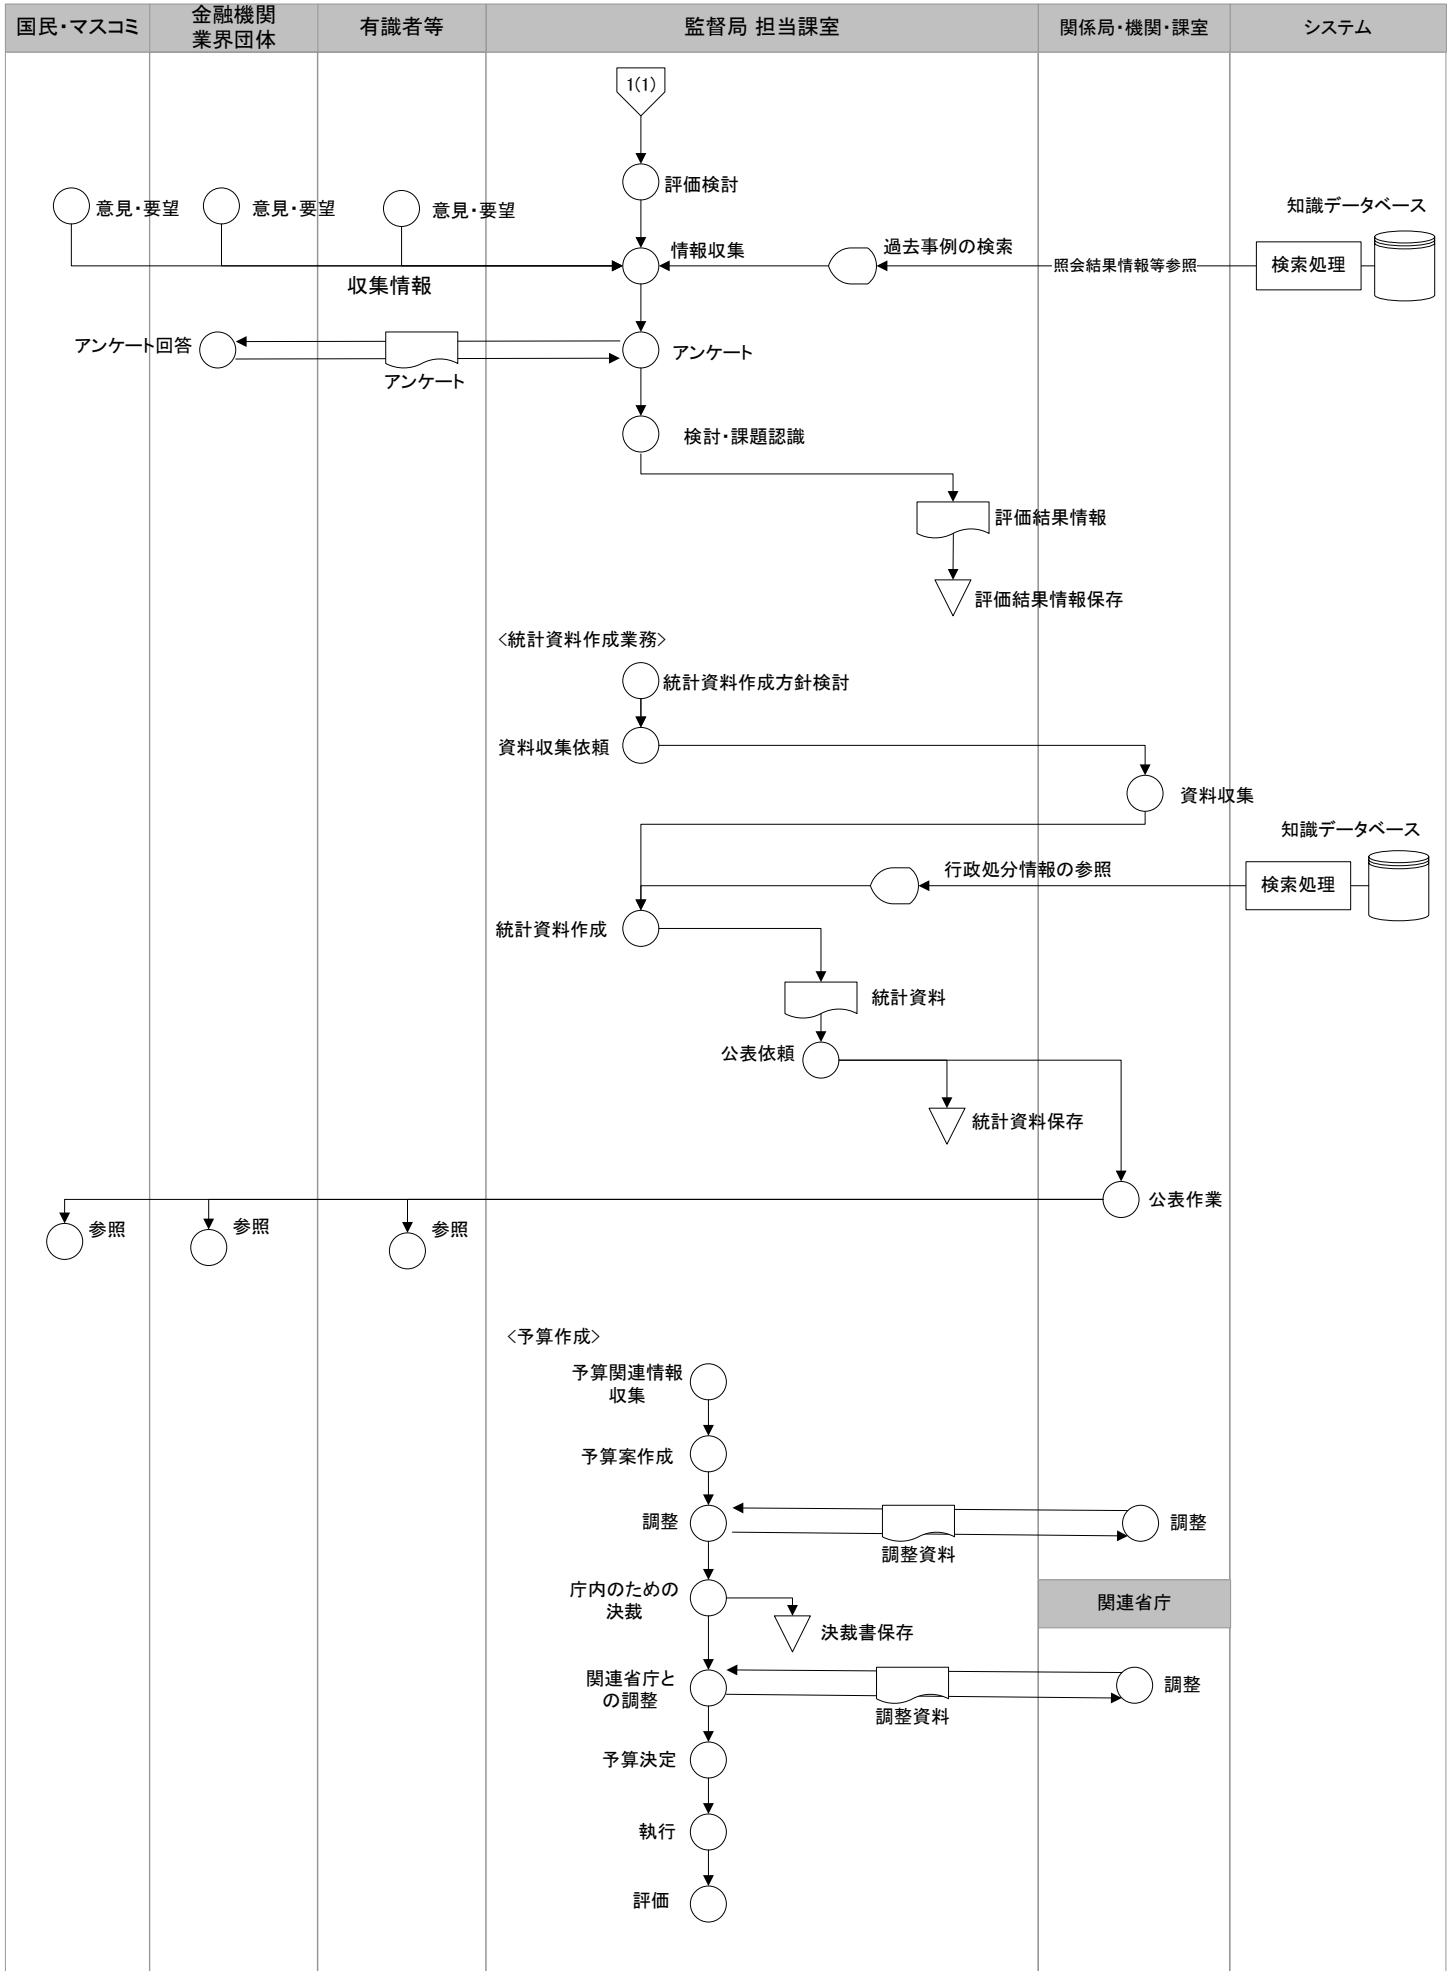 国民・マスコミ
金融機関
業界団体
有識者等
監督局 担当課室
関係局・機関・課室
システム
1(1)
評価検討
意見・要望
意見・要望
意見・要望
知識データベース
情報収集
過去事例の検索
照会結果情報等参照
検索処理
収集情報
アンケート回答
アンケート
アンケート
検討・課題認識
評価結果情報
評価結果情報保存
<統計資料作成業務>
統計資料作成方針検討
資料収集依頼
資料収集
知識データベース
行政処分情報の参照
検索処理
統計資料作成
統計資料
公表依頼
統計資料保存
公表作業
参照
参照
参照
<予算作成>
予算関連情報
収集
予算案作成
調整
調整
調整資料
庁内のための
決裁
関連省庁
決裁書保存
関連省庁と
の調整
調整
調整資料
予算決定
執行
評価